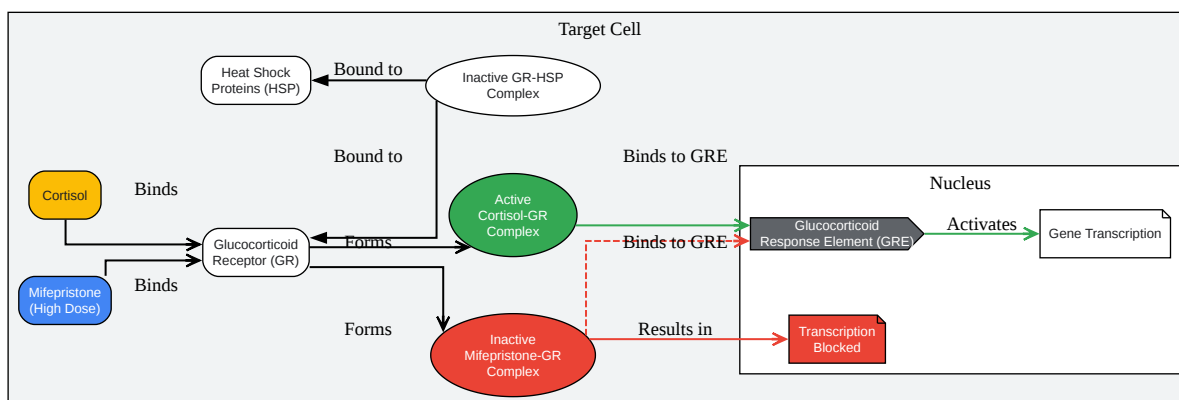 Target Cell
Heat Shock
Proteins (HSP)
Bound to
Inactive GR-HSP
Complex
Bound to
Binds to GRE
Nucleus
Cortisol
Binds
Active
Cortisol-GR
Complex
Glucocorticoid
Receptor (GR)
Forms
Binds to GRE
Glucocorticoid
Response Element (GRE)
Activates
Gene Transcription
Mifepristone
(High Dose)
Binds
Forms
Inactive
Mifepristone-GR
Complex
Results in
Transcription
Blocked